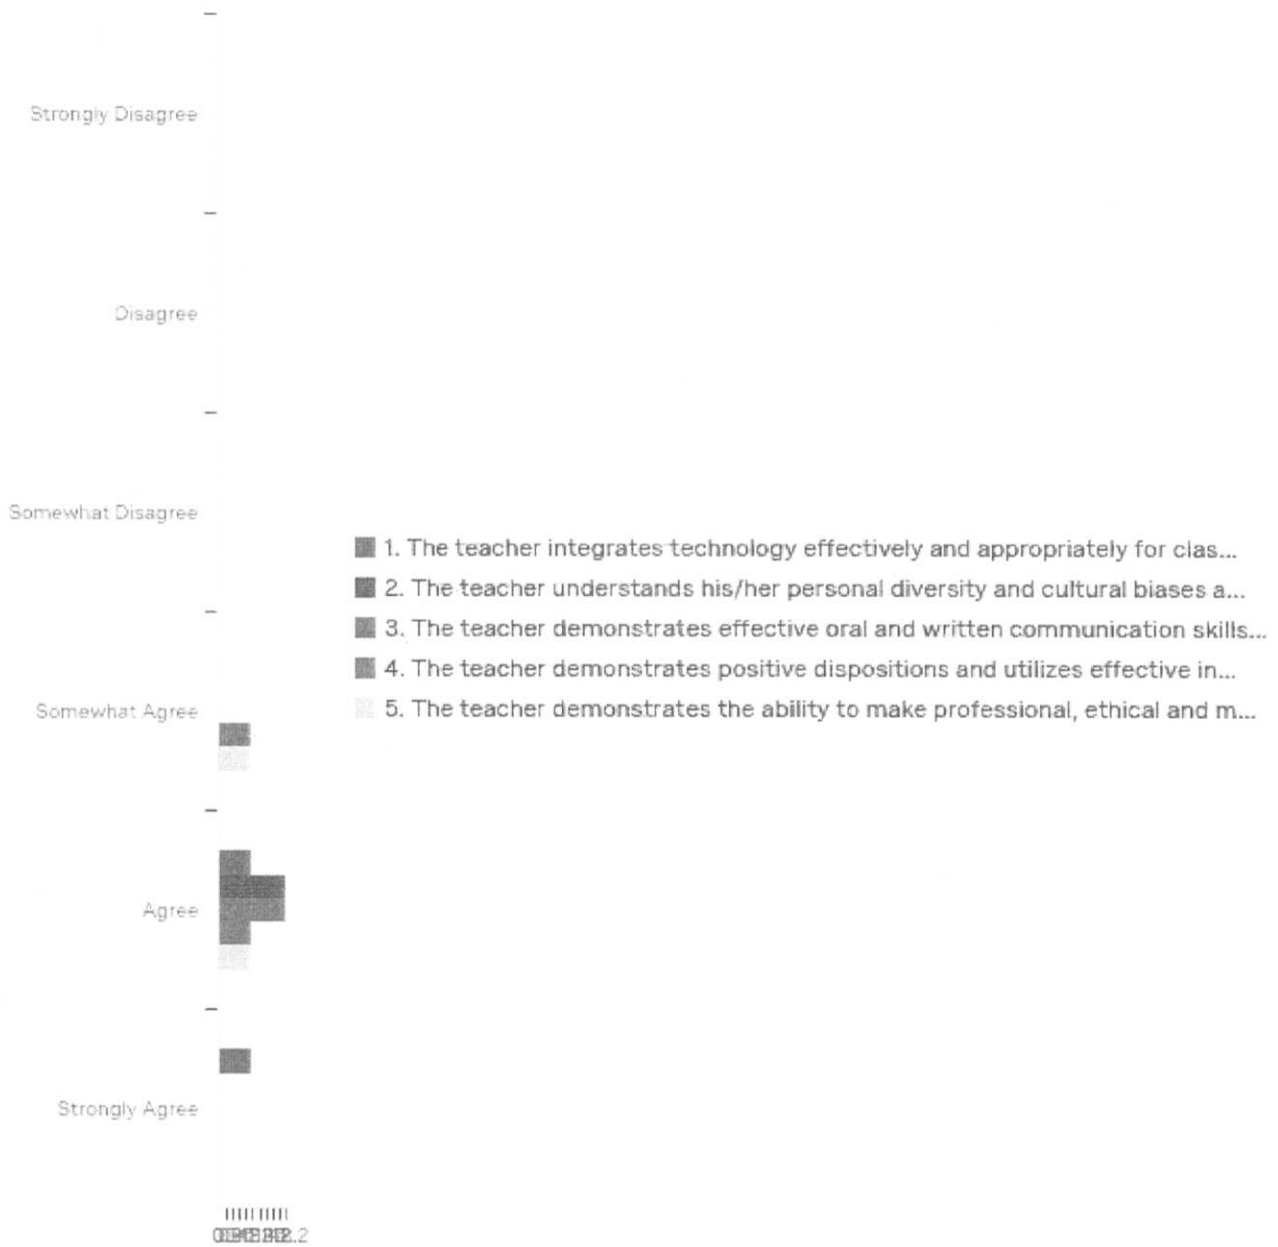 Strongly Disagree
Disagree
Somewhat Disagree
1. The teacher integrates technology effectively and appropriately for clas...
2. The teacher understands his/her personal diversity and cultural biases a...
3. The teacher demonstrates effective oral and written communication skills...
4. The teacher demonstrates positive dispositions and utilizes effective in...
Somewhat Agree
5. The teacher demonstrates the ability to make professional, ethical and m...
Agree
Strongly Agree